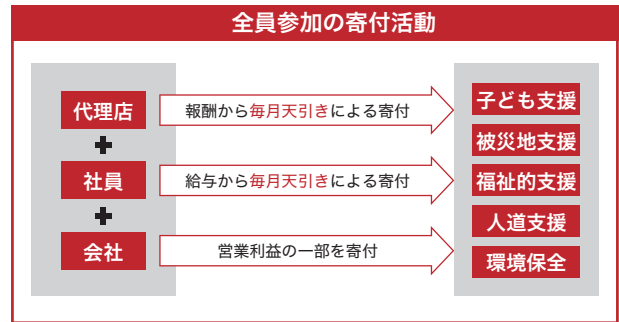 全員参加の寄付活動
代理店
報酬から毎月天引きによる寄付
社員
給与から毎月天引きによる寄付
会社
営業利益の一部を寄付
子ども支援
被災地支援
福祉的支援
人道支援
環境保全